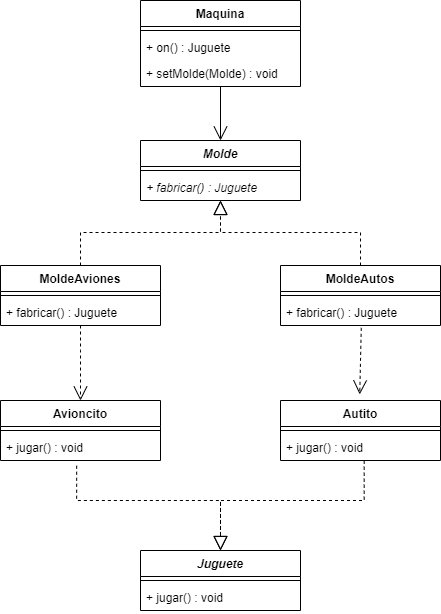 Maquina
+ on() : Juguete
+ setMolde(Molde) : void
Molde
+ fabricar() : Juguete
MoldeAviones
+ fabricar() : Juguete
MoldeAutos
+ fabricar() : Juguete
Avioncito
+ jugar() : void
Autito
+ jugar() : void
Juguete
+ jugar() : void